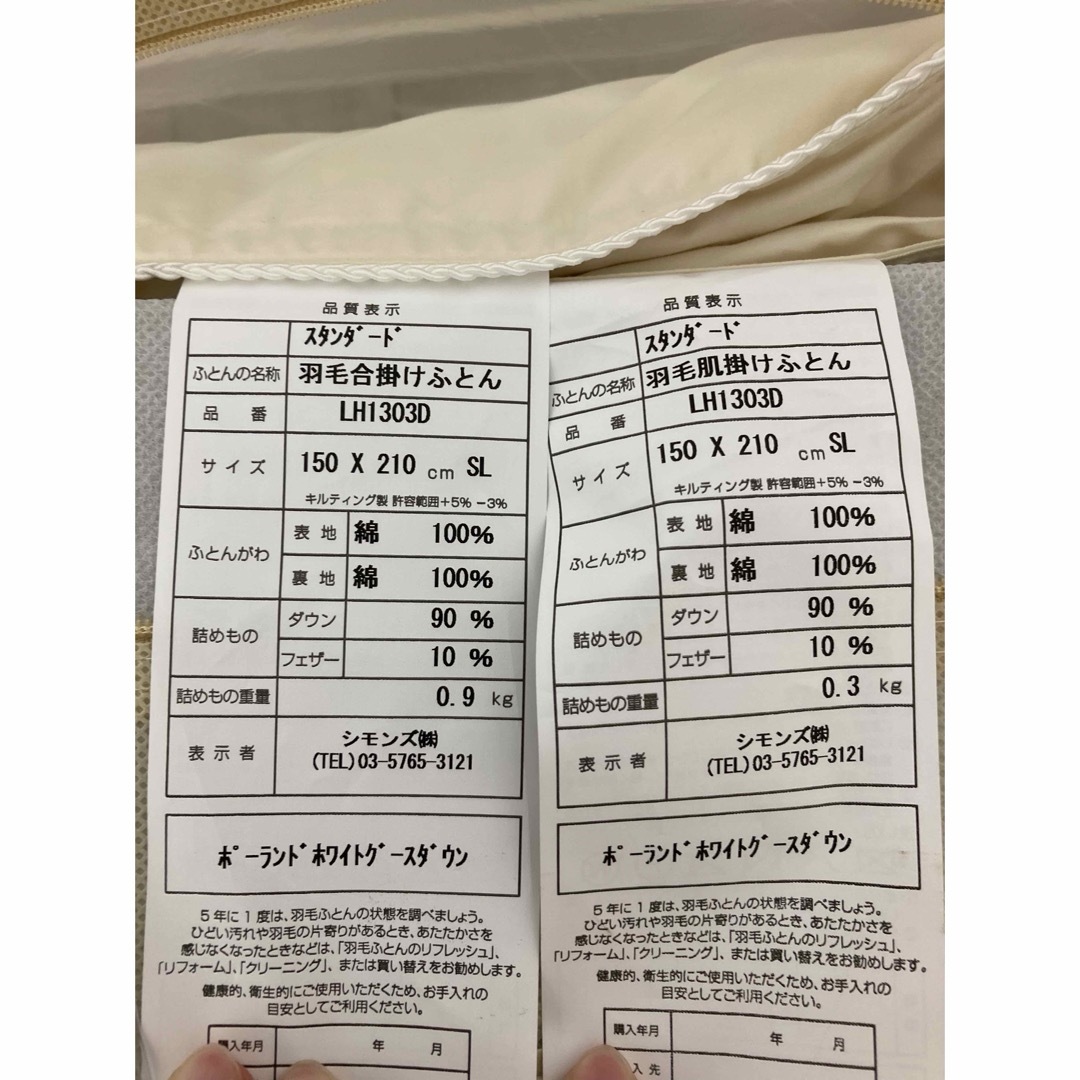 品質表示
スタンダード
ふとんの名称 羽毛合掛けふとん
品番 LH1303D
サイズ 150 X 210 cm SL
キルティング製 許容範囲+5% -3%
ふとんがわ 表地 綿 100%
裏地 綿 100%
詰めもの ダウン 90 %
フェザー 10 %
詰めもの重量 0.9 kg
表示者 シモンズ㈱
(TEL)03-5765-3121
ポーランドホワイトグースダウン
5年に1度は、羽毛ふとんの状態を調べましょう。
ひどい汚れや羽毛の片寄りがあるとき、あたたかさを
感じなくなったときなどは、「羽毛ふとんのリフレッシュ」、
「リフォーム」、「クリーニング」、または買い替えをお勧めします。
健康的、衛生的にご使用いただくため、お手入れの
目安としてご利用ください。
購入年月 年 月
品質表示
スタンダード
ふとんの名称 羽毛肌掛けふとん
品番 LH1303D
サイズ 150 X 210 cm SL
キルティング製 許容範囲+5% -3%
ふとんがわ 表地 綿 100%
裏地 綿 100%
詰めもの ダウン 90 %
フェザー 10 %
詰めもの重量 0.3 kg
表示者 シモンズ㈱
(TEL)03-5765-3121
ポーランドホワイトグースダウン
5年に1度は、羽毛ふとんの状態を調べましょう。
ひどい汚れや羽毛の片寄りがあるとき、あたたかさを
感じなくなったときなどは、「羽毛ふとんのリフレッシュ」、
「リフォーム」、「クリーニング」、または買い替えをお勧めします。
健康的、衛生的にご使用いただくため、お手入れの
目安としてご利用ください。
購入年月 年 月
入先